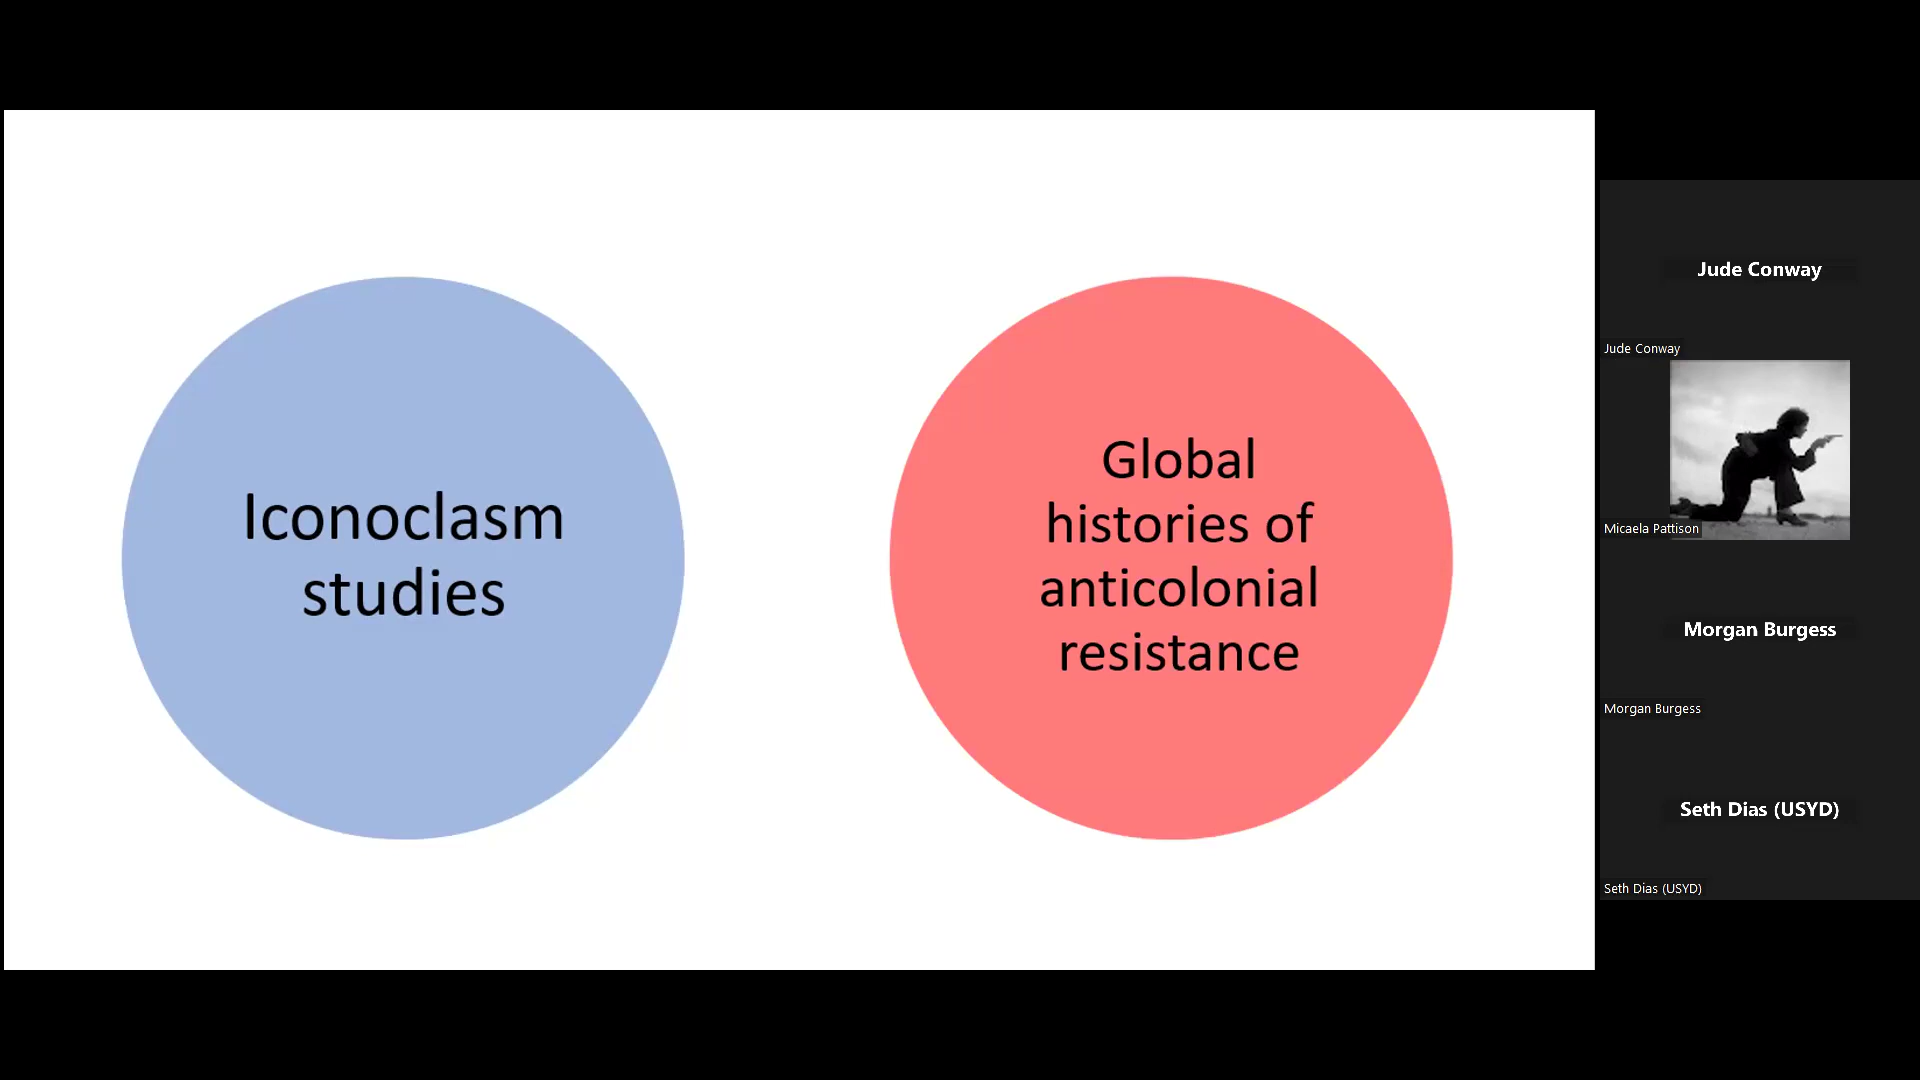 Iconoclasm
studies
Global
histories of
anticolonial
resistance
Jude Conway
Jude Conway
Micaela Pattison
Morgan Burgess
Morgan Burgess
Seth Dias (USYD)
Seth Dias (USYD)